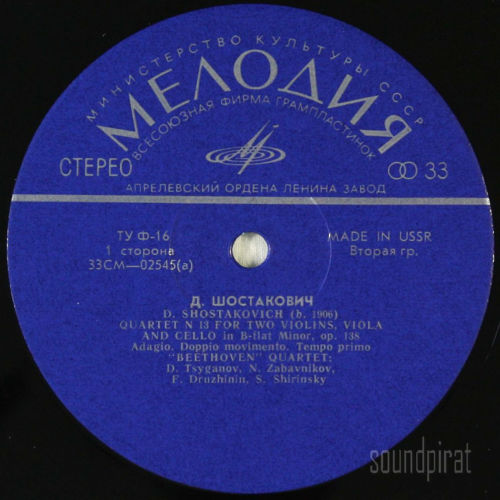 МИНИСТЕРСТВО КУЛЬТУРЫ СССР
МЕЛОДИЯ
ВСЕСОЮЗНАЯ ФИРМА ГРАМПЛАСТИНОК
СТЕРЕО
33
АПРЕЛЕВСКИЙ ОРДЕНА ЛЕНИНА ЗАВОД
ТУ Ф-16
MADE IN USSR
1 сторона
Вторая гр.
33СМ—02545(а)
Д. ШОСТАКОВИЧ
D. SHOSTAKOVICH (b. 1906)
QUARTET N 13 FOR TWO VIOLINS, VIOLA
AND CELLO in B-flat Minor, op. 138
Adagio. Doppio movimento. Tempo primo
"BEETHOVEN" QUARTET:
D. Tsyganov, N. Zabavnikov,
F. Druzhinin, S. Shirinsky
soundpirat